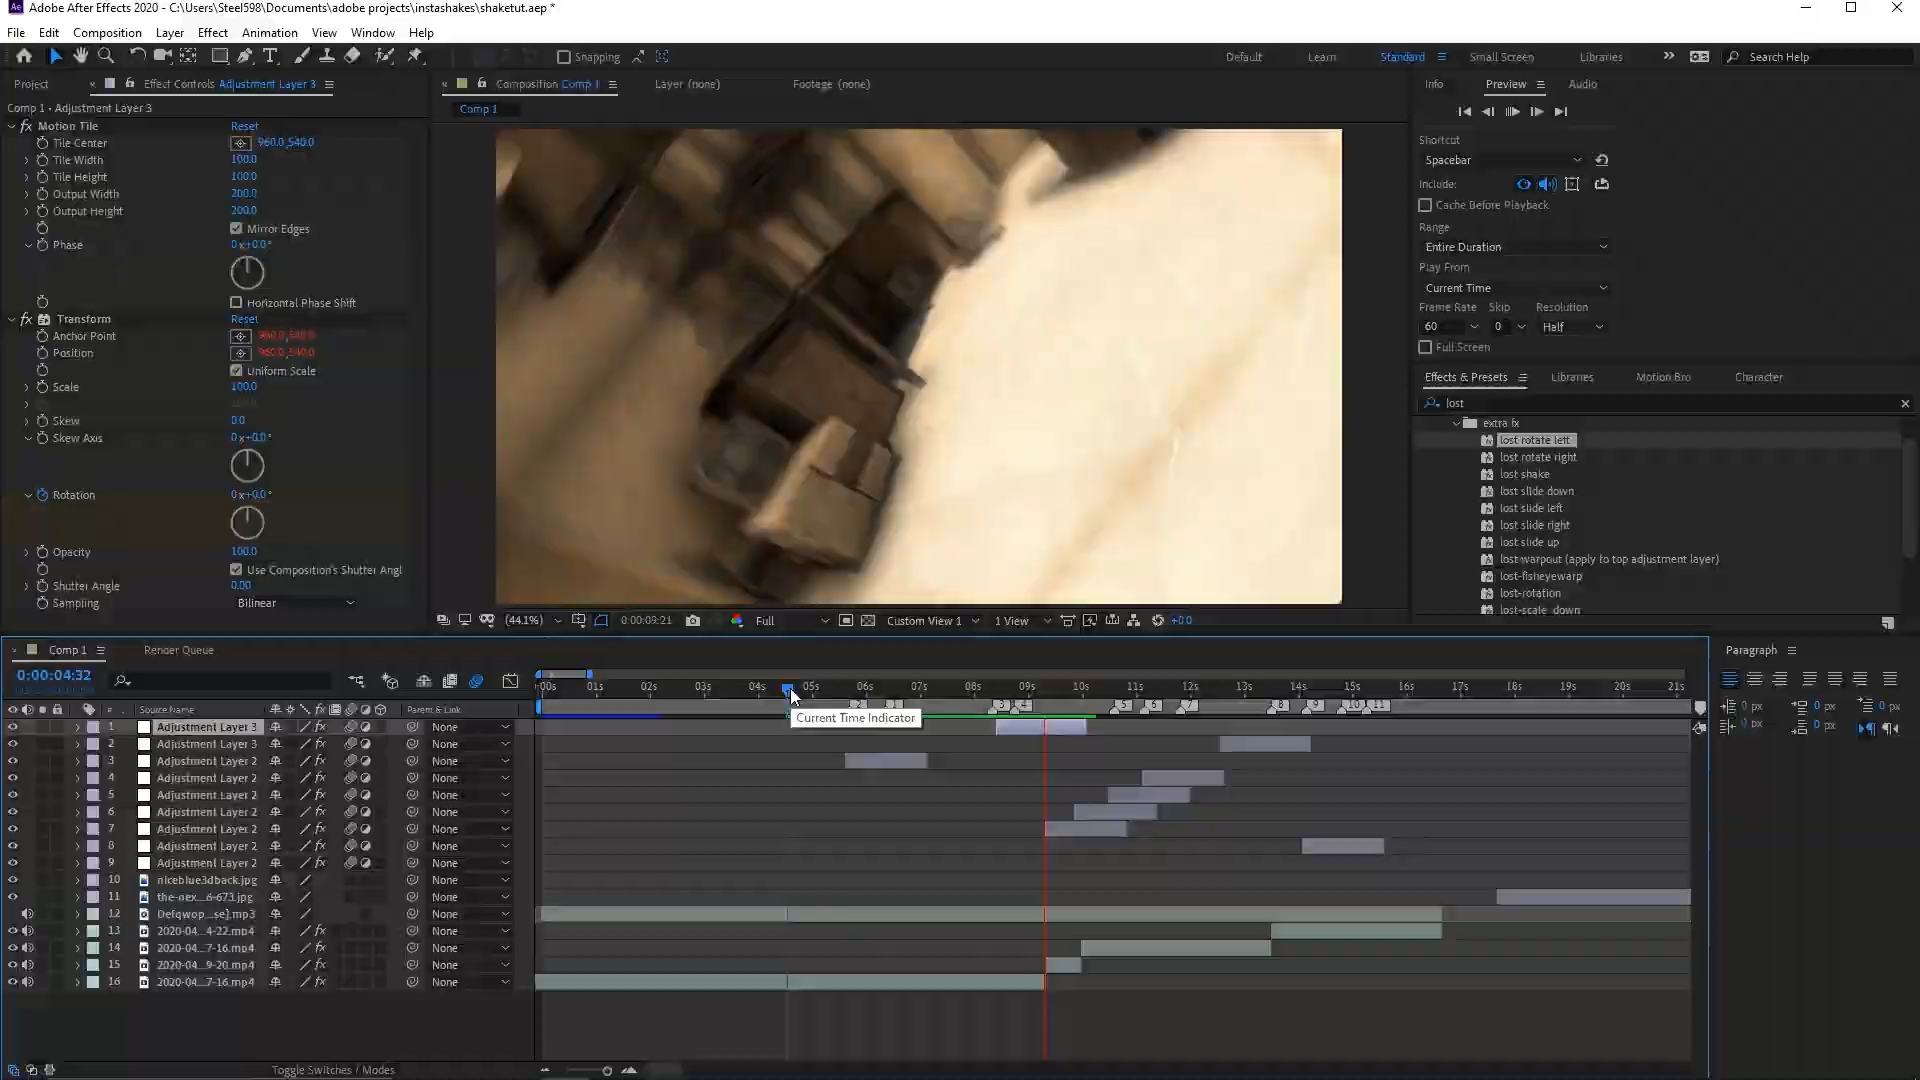 Adobe After Effects 2020 - C:\Users\Steel598\Documents\adobe projects\instashakes\shaketut.aep *
File Edit Composition Layer Effect Animation View Window Help
Snapping Default Learn Standard Small Screen Libraries Search Help
Project Effect Controls Adjustment Layer 3
Comp 1 • Adjustment Layer 3
Motion Tile Reset
Tile Center 960.0,540.0
Tile Width 100.0
Tile Height 100.0
Output Width 200.0
Output Height 200.0
Mirror Edges
Phase 0 x+0.0°
Horizontal Phase Shift
Transform Reset
Anchor Point 960.0,540.0
Position 960.0,540.0
Uniform Scale
Scale 100.0
100.0
Skew 0.0
Skew Axis 0 x+0.0°
Rotation 0 x+0.0°
Opacity 100.0
Use Composition's Shutter Angl
Shutter Angle 0.00
Sampling Bilinear
Composition Comp 1 Layer (none) Footage (none)
Comp 1
(44.1%) 0:00:09:21 Full Custom View 1 1 View +0.0
Info Preview Audio
Shortcut
Spacebar
Include:
Cache Before Playback
Range
Entire Duration
Play From
Current Time
Frame Rate Skip Resolution
60 0 Half
Full Screen
Effects & Presets Libraries Motion Bro Character
lost
extra fx
lost rotate left
lost rotate right
lost shake
lost slide down
lost slide left
lost slide right
lost slide up
lost warpout (apply to top adjustment layer)
lost-fisheyewarp
lost-rotation
lost-scale_down
Comp 1 Render Queue
0:00:04:32
:00s 01s 02s 03s 04s 05s 06s 07s 08s 09s 10s 11s 12s 13s 14s 15s 16s 17s 18s 19s 20s 21s
# Source Name Parent & Link
2 3 4 5 6 7 8 9 10 11
Current Time Indicator
1 Adjustment Layer 3 None
2 Adjustment Layer 3 None
3 Adjustment Layer 2 None
4 Adjustment Layer 2 None
5 Adjustment Layer 2 None
6 Adjustment Layer 2 None
7 Adjustment Layer 2 None
8 Adjustment Layer 2 None
9 Adjustment Layer 2 None
10 niceblue3dback.jpg None
11 the-nex...6-673.jpg None
12 Defqwop...se].mp3 None
13 2020-04...4-22.mp4 None
14 2020-04...7-16.mp4 None
15 2020-04...9-20.mp4 None
16 2020-04...7-16.mp4 None
Toggle Switches / Modes
Paragraph
0 px 0 px 0 px
0 px 0 px